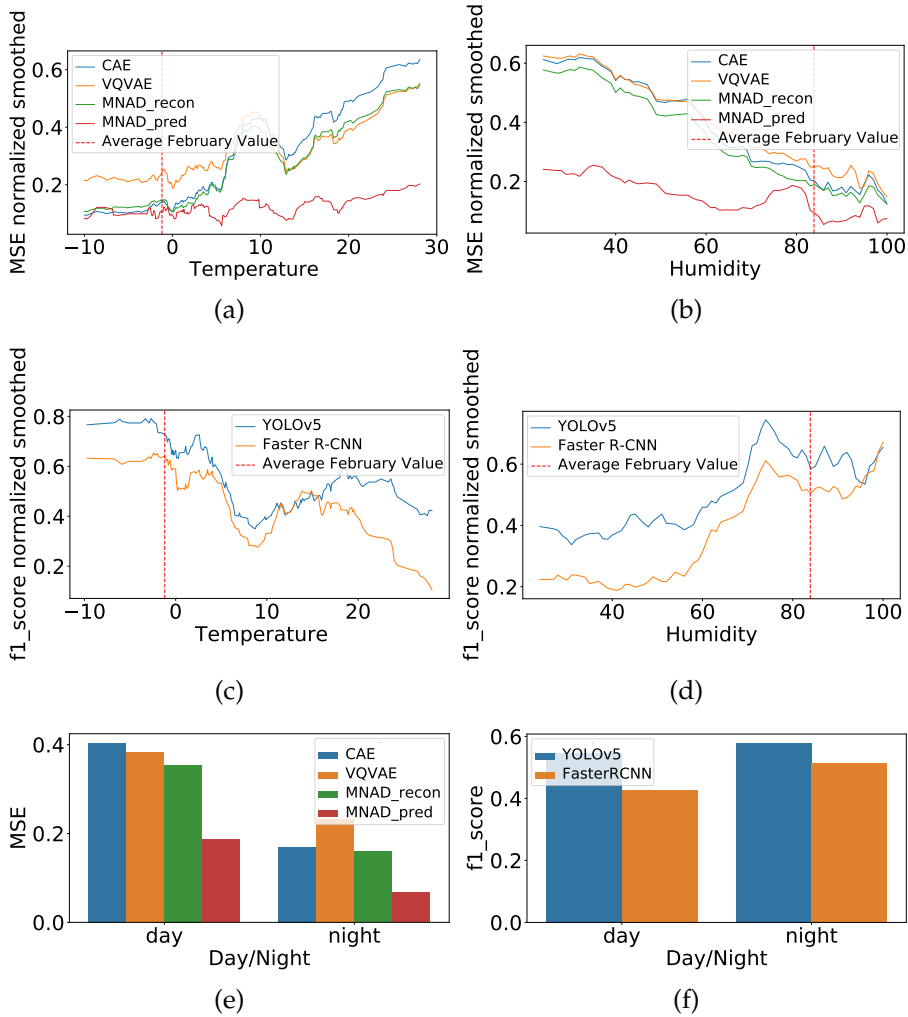 MSE normalized smoothed
0.6
0.4
0.2
CAE
VQVAE
MNAD_recon
MNAD_pred
Average February Value
−10 0 10 20 30
Temperature
(a)
MSE normalized smoothed
0.6
0.4
0.2
CAE
VQVAE
MNAD_recon
MNAD_pred
Average February Value
40 60 80 100
Humidity
(b)
f1_score normalized smoothed
0.8
0.6
0.4
0.2
YOLOv5
Faster R-CNN
Average February Value
−10 0 10 20
Temperature
(c)
f1_score normalized smoothed
0.6
0.4
0.2
YOLOv5
Faster R-CNN
Average February Value
40 60 80 100
Humidity
(d)
MSE
0.4
0.2
0.0
CAE
VQVAE
MNAD_recon
MNAD_pred
day night
Day/Night
(e)
f1_score
0.6
0.4
0.2
0.0
YOLOv5
FasterRCNN
day night
Day/Night
(f)